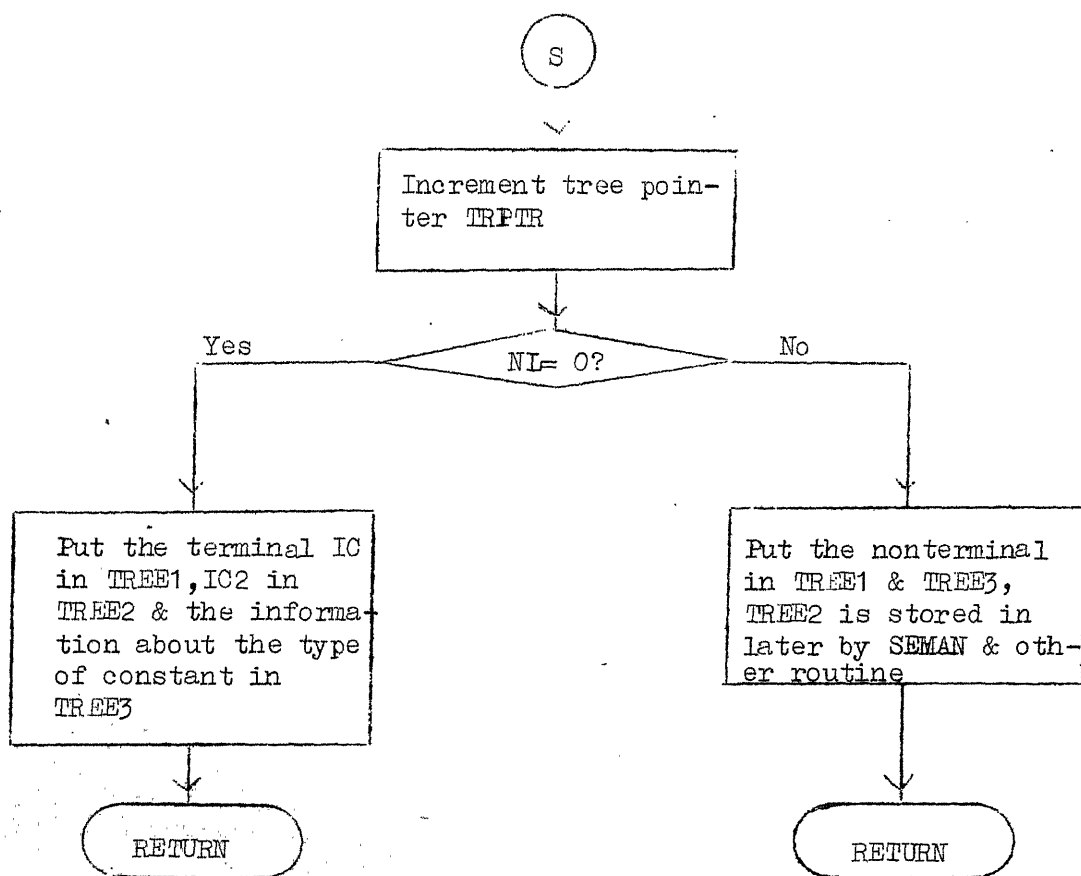 S
Increment tree poin-
ter TRPTR
Yes
NL= 0?
No
Put the terminal IC
in TREE1,IC2 in
TREE2 & the informa-
tion about the type
of constant in
TREE3
Put the nonterminal
in TREE1 & TREE3,
TREE2 is stored in
later by SEMAN & oth-
er routine
RETURN
RETURN